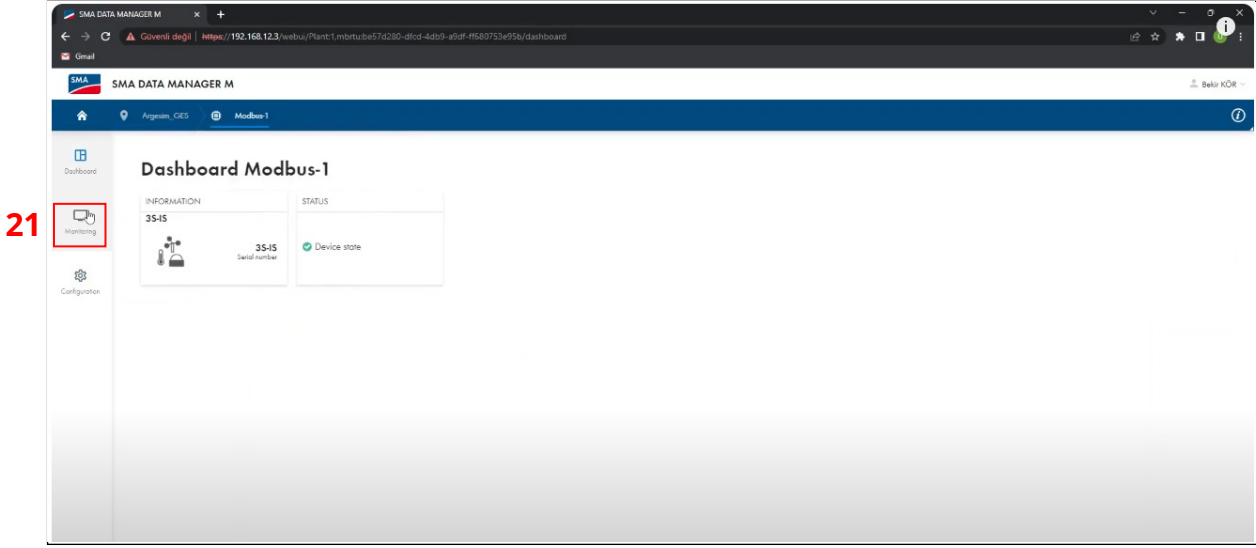 SMA DATA MANAGER M
Güvenli değil | https://192.168.12.3/webui/Plant:1,mbrtu:be57d280-dfcd-4db9-a9df-ff680753e95b/dashboard
Gmail
SMA
SMA DATA MANAGER M
Bekir KÖR
Argesim_GES
Modbus-1
Dashboard
Dashboard Modbus-1
INFORMATION
STATUS
3S-IS
21
Monitoring
3S-IS
Serial number
Device state
Configuration